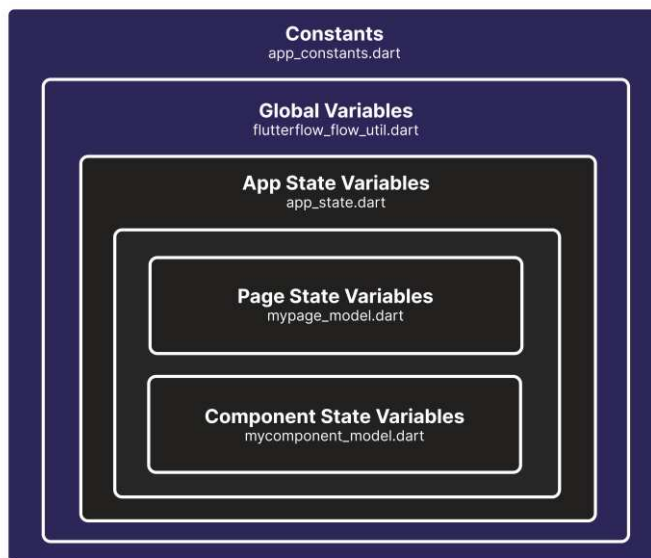 Constants
app_constants.dart
Global Variables
flutterflow_flow_util.dart
App State Variables
app_state.dart
Page State Variables
mypage_model.dart
Component State Variables
mycomponent_model.dart